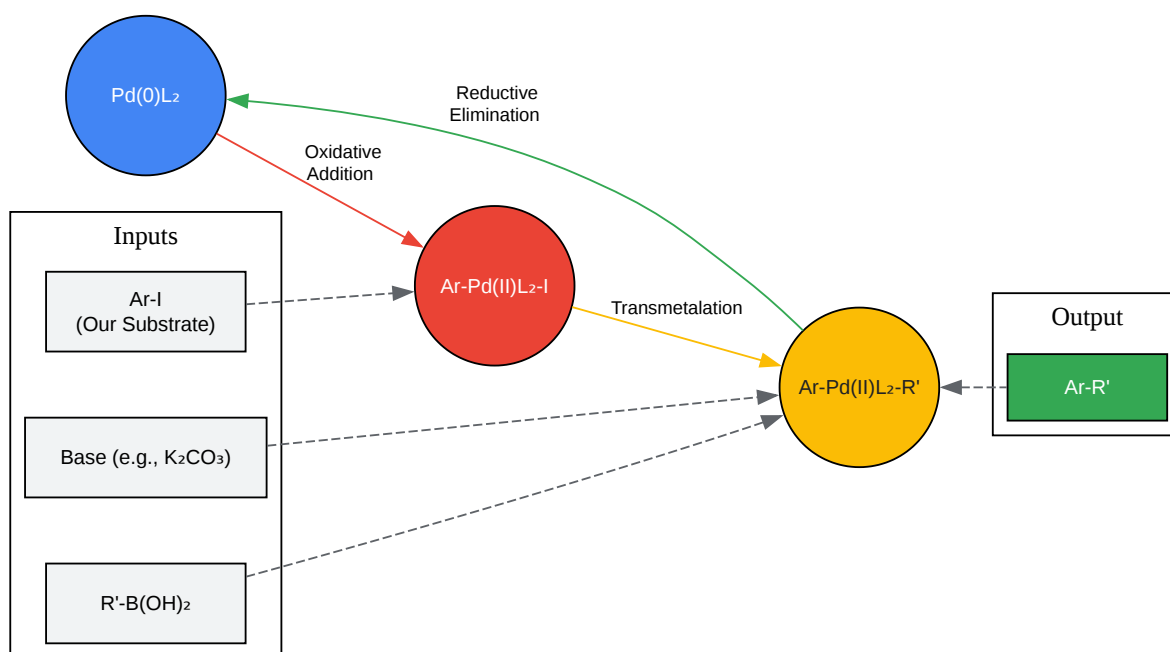 Pd(0)L₂
Reductive
Elimination
Oxidative
Addition
Inputs
Ar-I
(Our Substrate)
Ar-Pd(II)L₂-I
Transmetalation
Output
Ar-Pd(II)L₂-R'
Ar-R'
Base (e.g., K₂CO₃)
R'-B(OH)₂